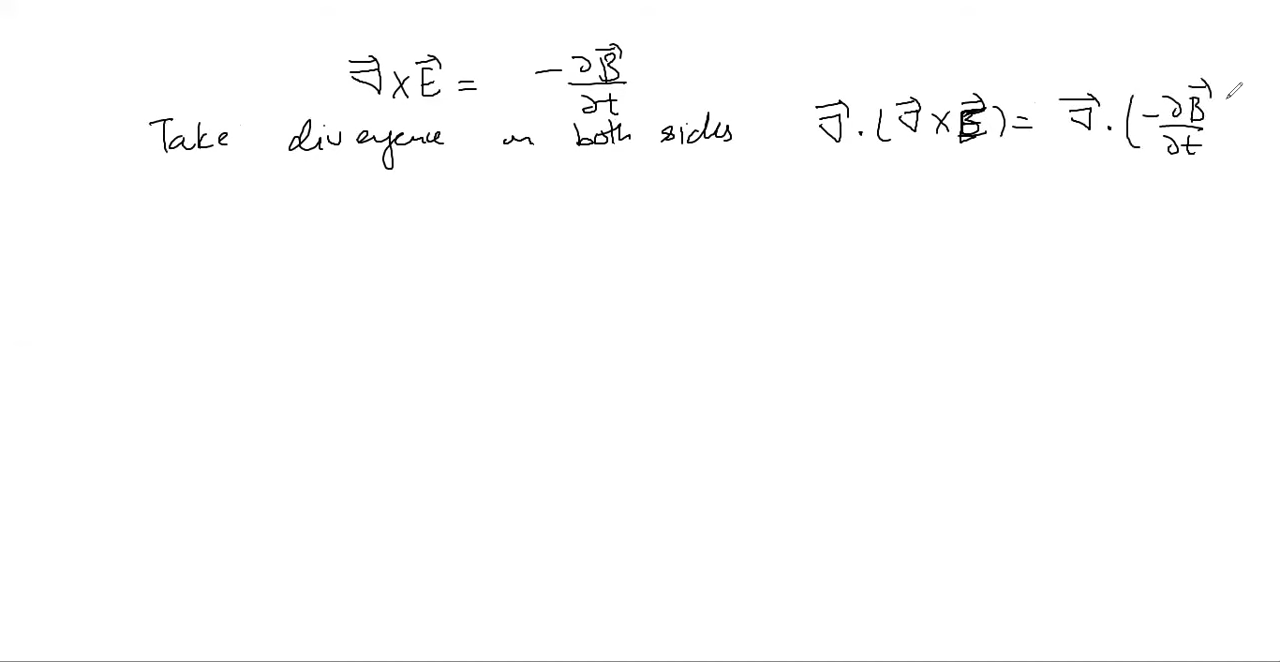 ∇⃗ × E⃗ = -∂B⃗/∂t
Take divergence on both sides ∇⃗ . (∇⃗ × E⃗) = ∇⃗ . (-∂B⃗/∂t